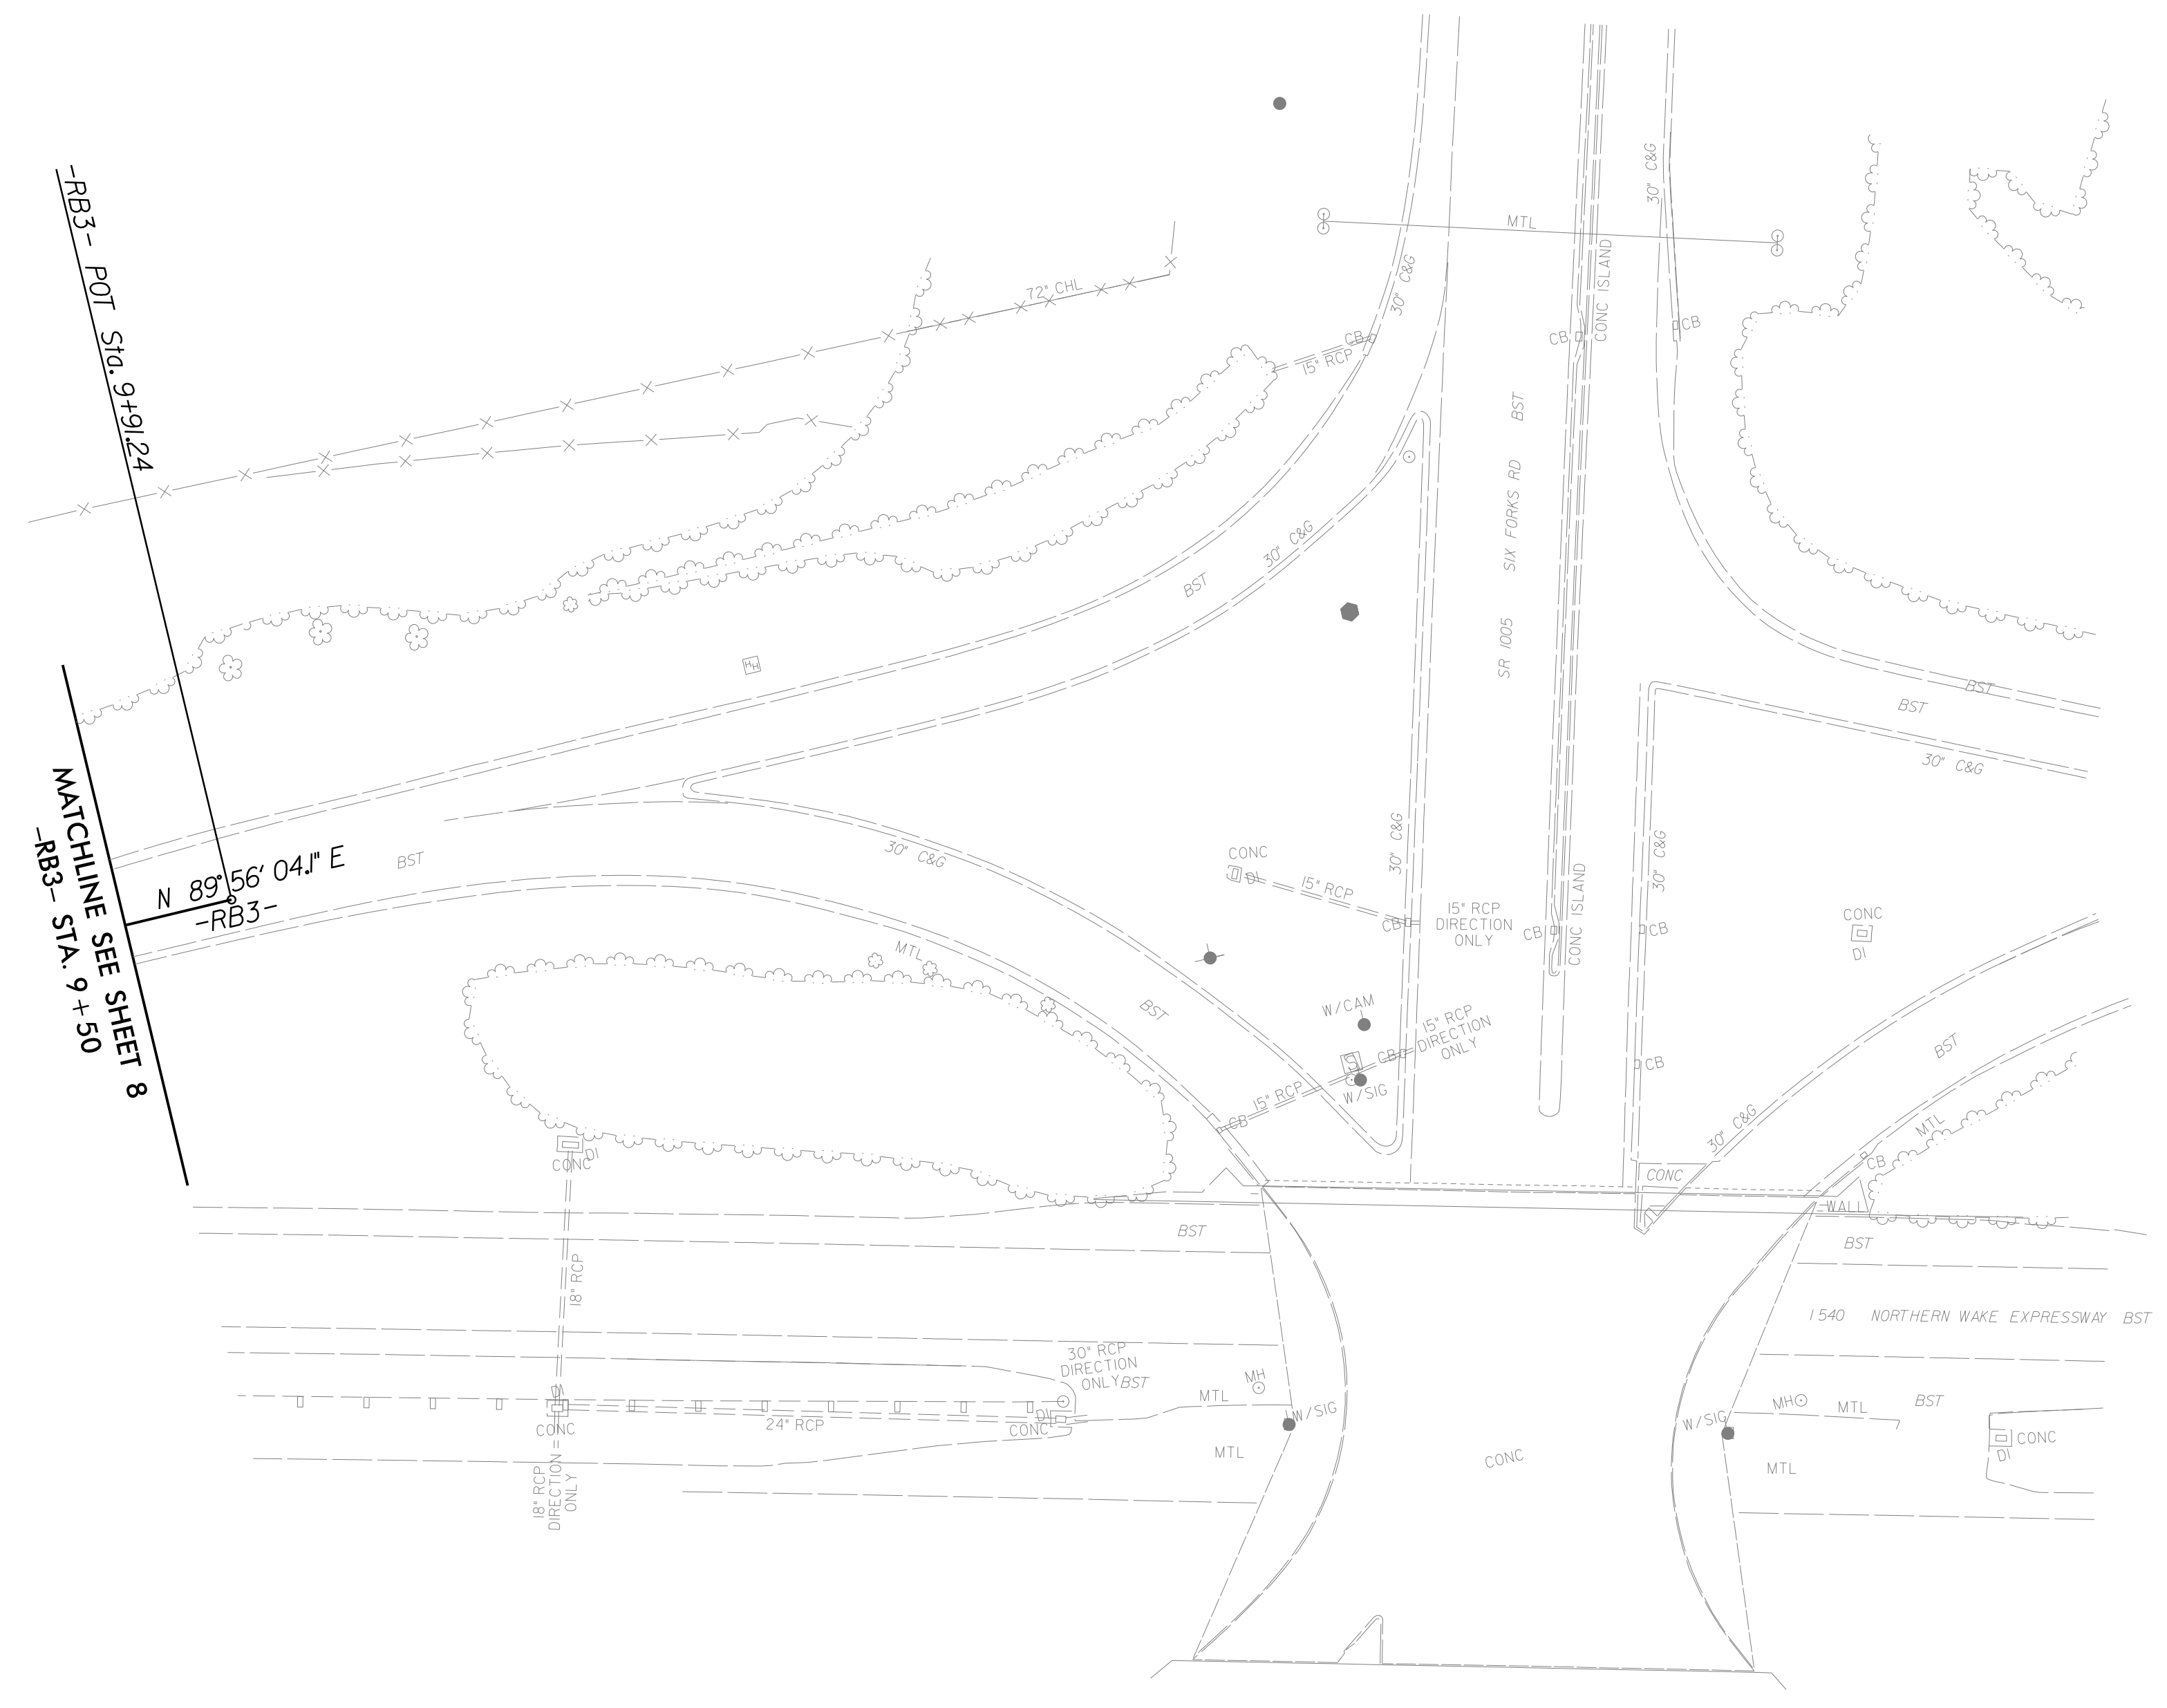 -RB3- POT Sta. 9+91.24
MATCHLINE SEE SHEET 8
-RB3- STA. 9+50
N 89°56' 04.1" E
-RB3-
72" CHL
MTL
30" C&G
30" C&G
CONC ISLAND
CB
15" RCP
CB
CB
BST
SIX FORKS RD
SR 1005
30" C&G
BST
HH
BST
BST
30" C&G
BST
30" C&G
30" C&G
30" C&G
CONC
DI
15" RCP
CB
15" RCP
DIRECTION
ONLY
CB
CONC ISLAND
CB
CONC
DI
MTL
BST
W/CAM
S
CB
15" RCP
DIRECTION
ONLY
W/SIG
15" RCP
CB
CB
BST
30" C&G
MTL
CB
CONC
WALL
DI
CONC
BST
BST
18" RCP
I 540 NORTHERN WAKE EXPRESSWAY BST
30" RCP
DIRECTION
ONLY
BST
MH
MTL
W/SIG
MTL
DI
CONC
24" RCP
DI
CONC
18" RCP
DIRECTION
ONLY
CONC
W/SIG
MH
MTL
BST
MTL
CONC
DI